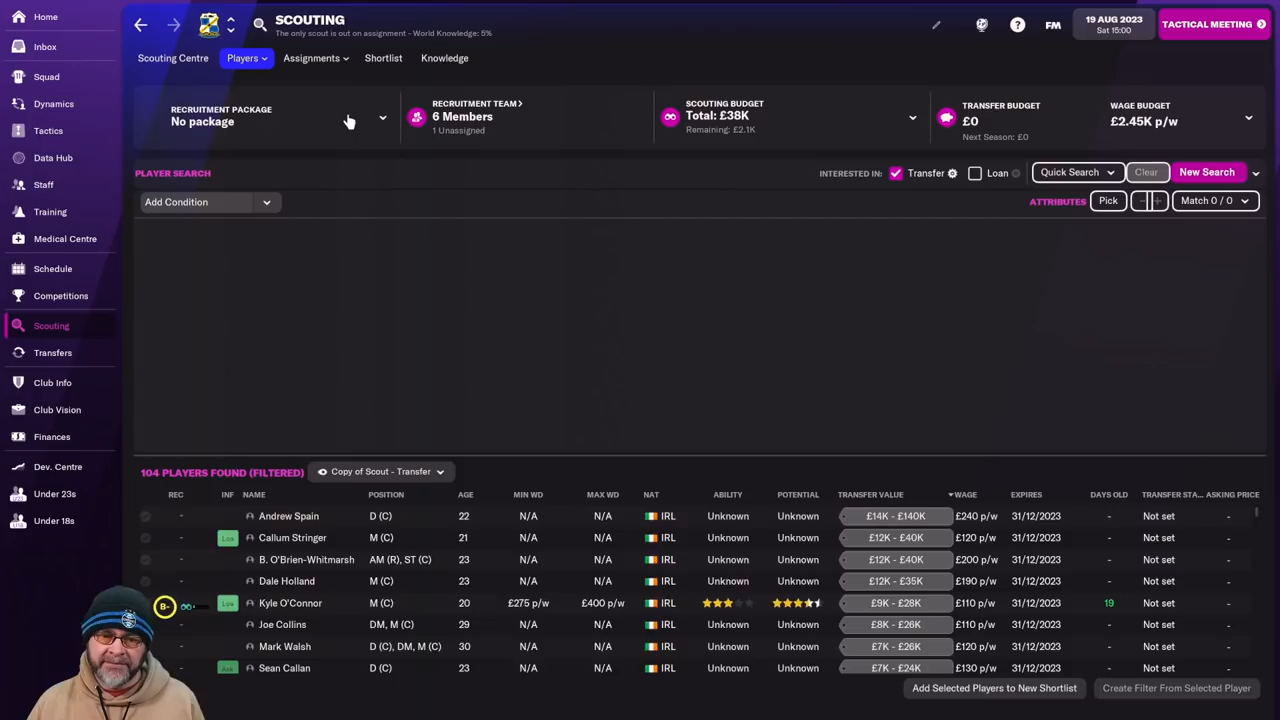 Home
Inbox
Squad
Dynamics
Tactics
Data Hub
Staff
Training
Medical Centre
Schedule
Competitions
Scouting
Transfers
Club Info
Club Vision
Finances
Dev. Centre
Under 23s
Under 18s
SCOUTING
The only scout is out on assignment - World Knowledge: 5%
FM
19 AUG 2023
Sat 15:00
TACTICAL MEETING
Scouting Centre Players Assignments Shortlist Knowledge
RECRUITMENT PACKAGE
No package
RECRUITMENT TEAM
6 Members
1 Unassigned
SCOUTING BUDGET
Total: £38K
Remaining: £2.1K
TRANSFER BUDGET
£0
Next Season: £0
WAGE BUDGET
£2.45K p/w
PLAYER SEARCH
INTERESTED IN: Transfer Loan Quick Search Clear New Search
Add Condition
ATTRIBUTES Pick Match 0 / 0
104 PLAYERS FOUND (FILTERED) Copy of Scout - Transfer
REC INF NAME POSITION AGE MIN WD MAX WD NAT ABILITY POTENTIAL TRANSFER VALUE WAGE EXPIRES DAYS OLD TRANSFER STA... ASKING PRICE
- Andrew Spain D (C) 22 N/A N/A IRL Unknown Unknown £14K - £140K £240 p/w 31/12/2023 - Not set -
- Loa Callum Stringer M (C) 21 N/A N/A IRL Unknown Unknown £12K - £40K £120 p/w 31/12/2023 - Not set -
- B. O'Brien-Whitmarsh AM (R), ST (C) 23 N/A N/A IRL Unknown Unknown £12K - £40K £200 p/w 31/12/2023 - Not set -
- Dale Holland M (C) 23 N/A N/A IRL Unknown Unknown £12K - £35K £190 p/w 31/12/2023 - Not set -
B- Low Kyle O'Connor M (C) 20 £275 p/w £400 p/w IRL £9K - £28K £110 p/w 31/12/2023 19 Not set -
Joe Collins DM, M (C) 29 N/A N/A IRL Unknown Unknown £8K - £26K £110 p/w 31/12/2023 - Not set -
Mark Walsh D (C), DM, M (C) 30 N/A N/A IRL Unknown Unknown £7K - £26K £120 p/w 31/12/2023 - Not set -
- Ask Sean Callan D (C) 23 N/A N/A IRL Unknown Unknown £7K - £24K £130 p/w 31/12/2023 - Not set -
Add Selected Players to New Shortlist Create Filter From Selected Player